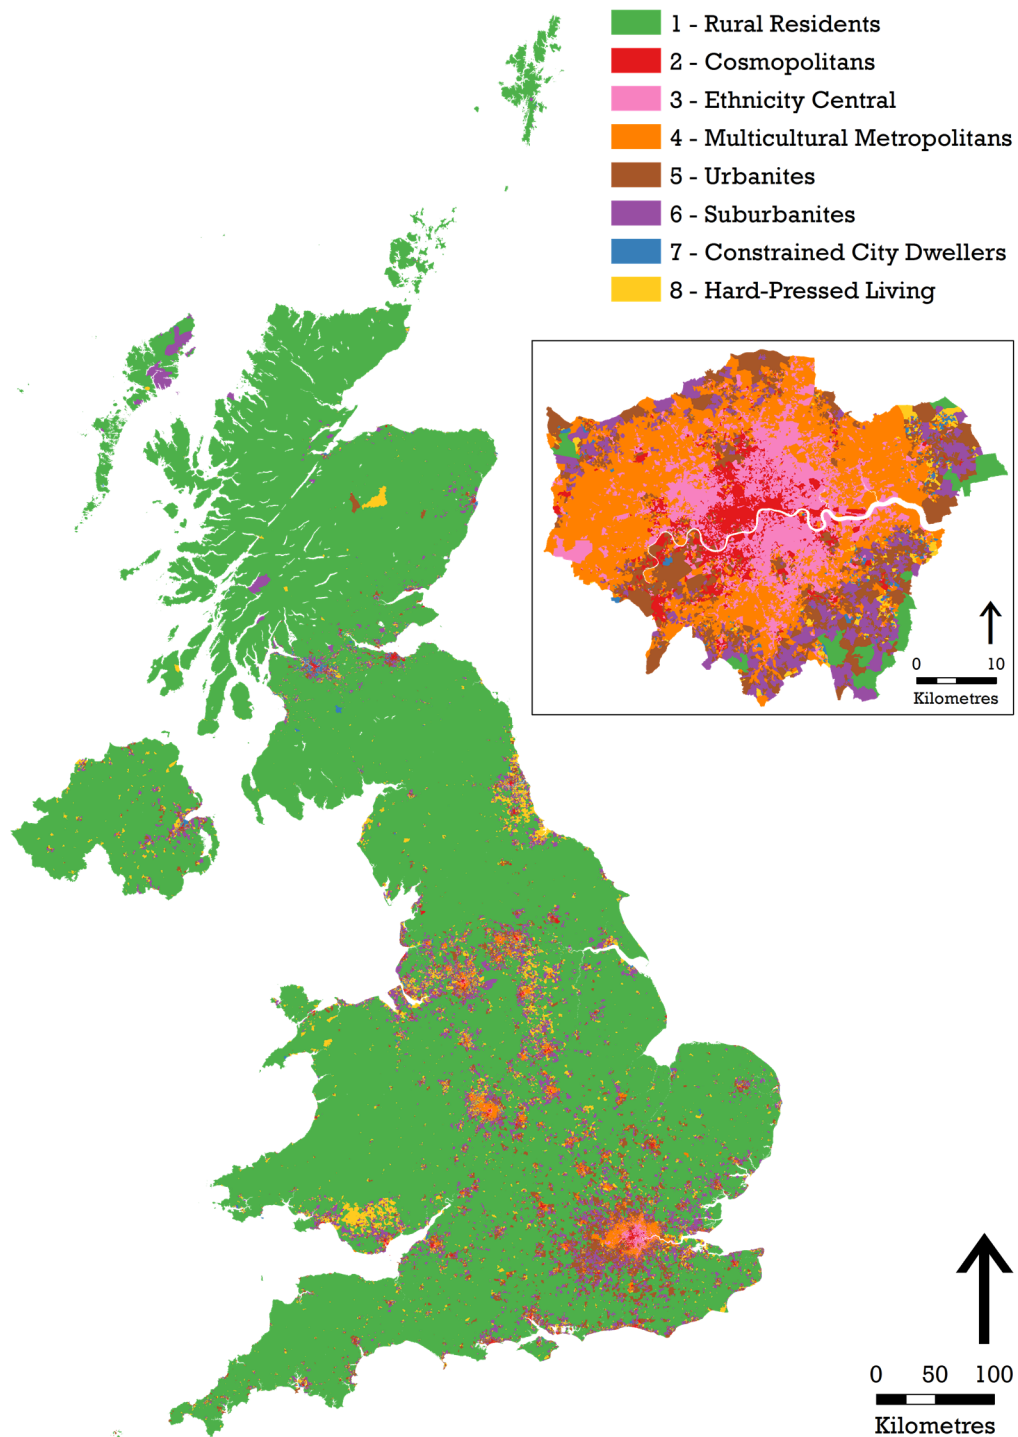 1 - Rural Residents
2 - Cosmopolitans
3 - Ethnicity Central
4 - Multicultural Metropolitans
5 - Urbanites
6 - Suburbanites
7 - Constrained City Dwellers
8 - Hard-Pressed Living
0 10
Kilometres
0 50 100
Kilometres